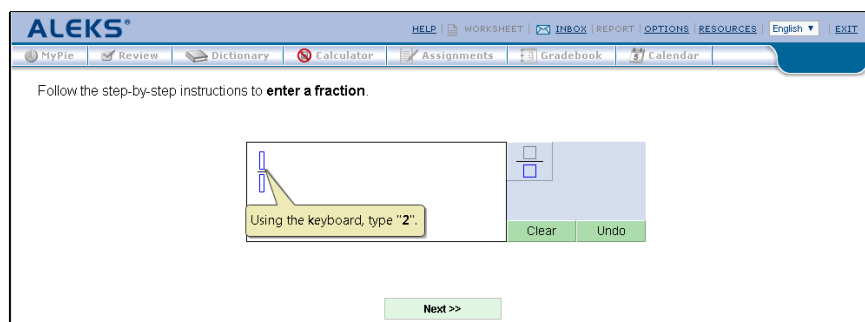 ALEKS®
HELP | WORKSHEET | INBOX | REPORT | OPTIONS | RESOURCES | English ▼ | EXIT
MyPie Review Dictionary Calculator Assignments Gradebook 5 Calendar
Follow the step-by-step instructions to enter a fraction.
Using the keyboard, type "2".
Clear Undo
Next >>